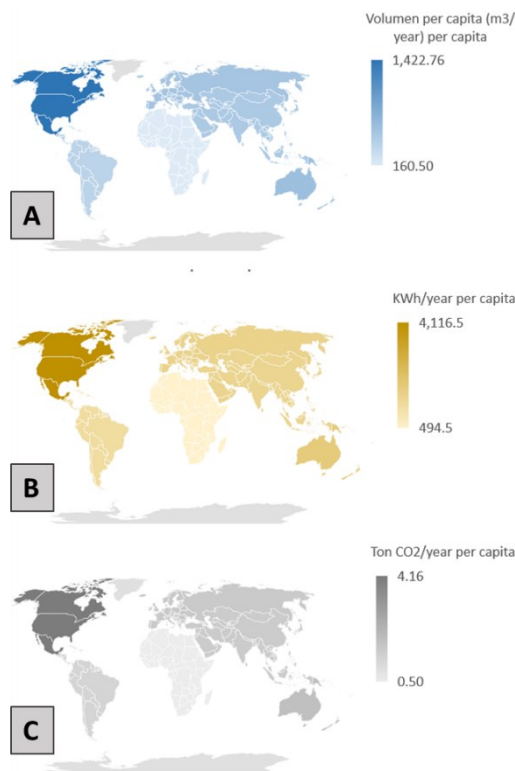 Volumen per capita (m3/
year) per capita
1,422.76
160.50
A
KWh/year per capita
4,116.5
494.5
B
Ton CO2/year per capita
4.16
0.50
C